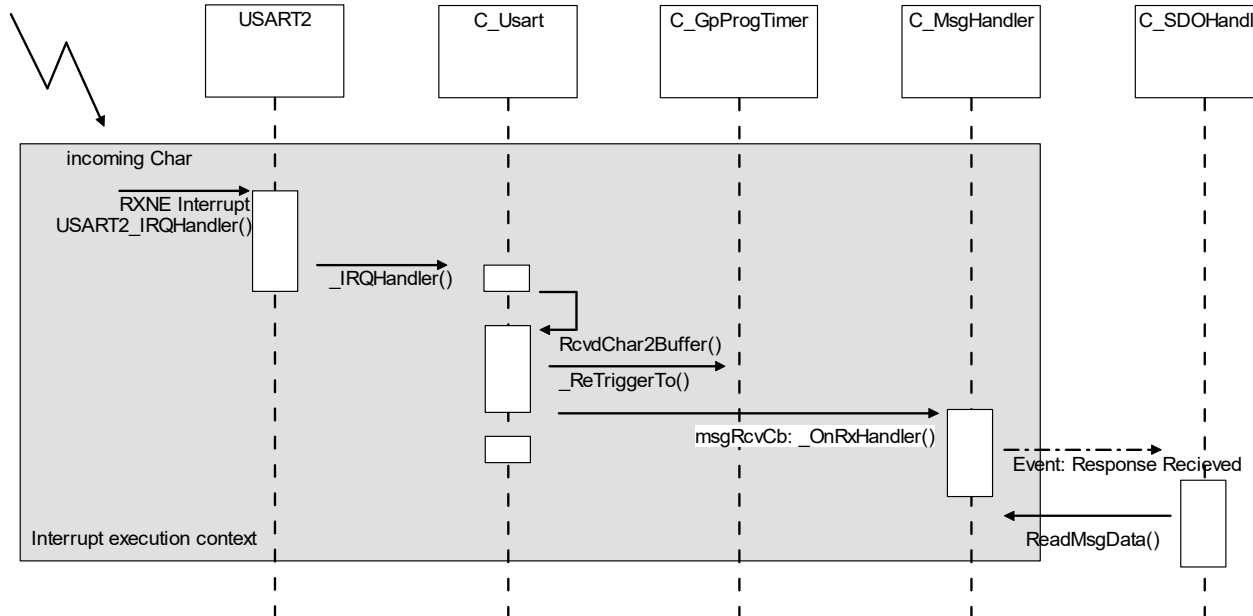 USART2
C_Usart
C_GpProgTimer
C_MsgHandler
C_SDOHandl
incoming Char
RXNE Interrupt
USART2_IRQHandler()
_IRQHandler()
RcvdChar2Buffer()
_ReTriggerTo()
msgRcvCb: _OnRxHandler()
Event: Response Recieved
ReadMsgData()
Interrupt execution context